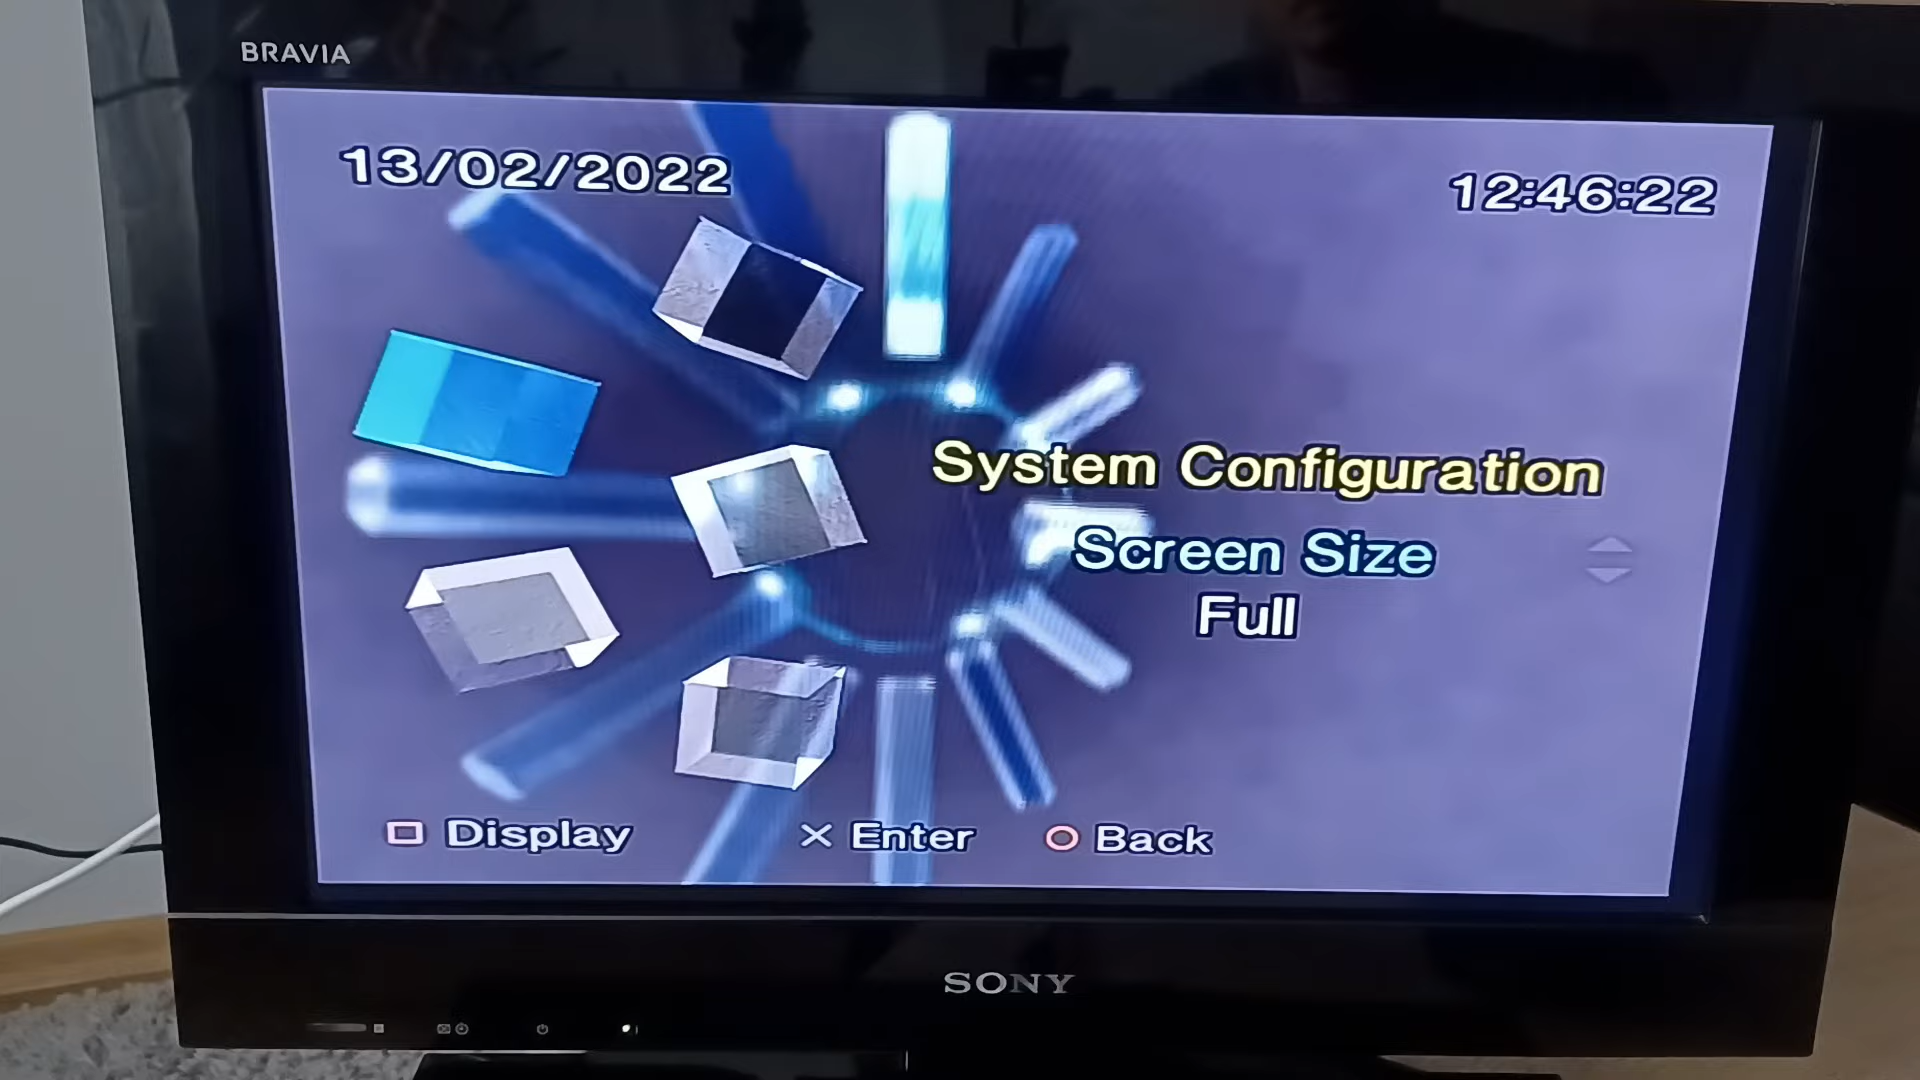 BRAVIA
13/02/2022
12:46:22
System Configuration
Screen Size
Full
Display
Enter
Back
SONY